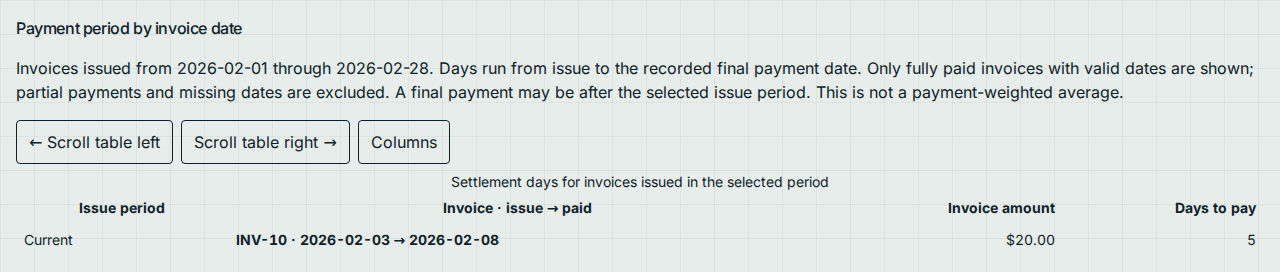 Payment period by invoice date
Invoices issued from 2026-02-01 through 2026-02-28. Days run from issue to the recorded final payment date. Only fully paid invoices with valid dates are shown;
partial payments and missing dates are excluded. A final payment may be after the selected issue period. This is not a payment-weighted average.
← Scroll table left Scroll table right → Columns
Settlement days for invoices issued in the selected period
Issue period Invoice · issue → paid Invoice amount Days to pay
Current INV-10 · 2026-02-03 → 2026-02-08 $20.00 5